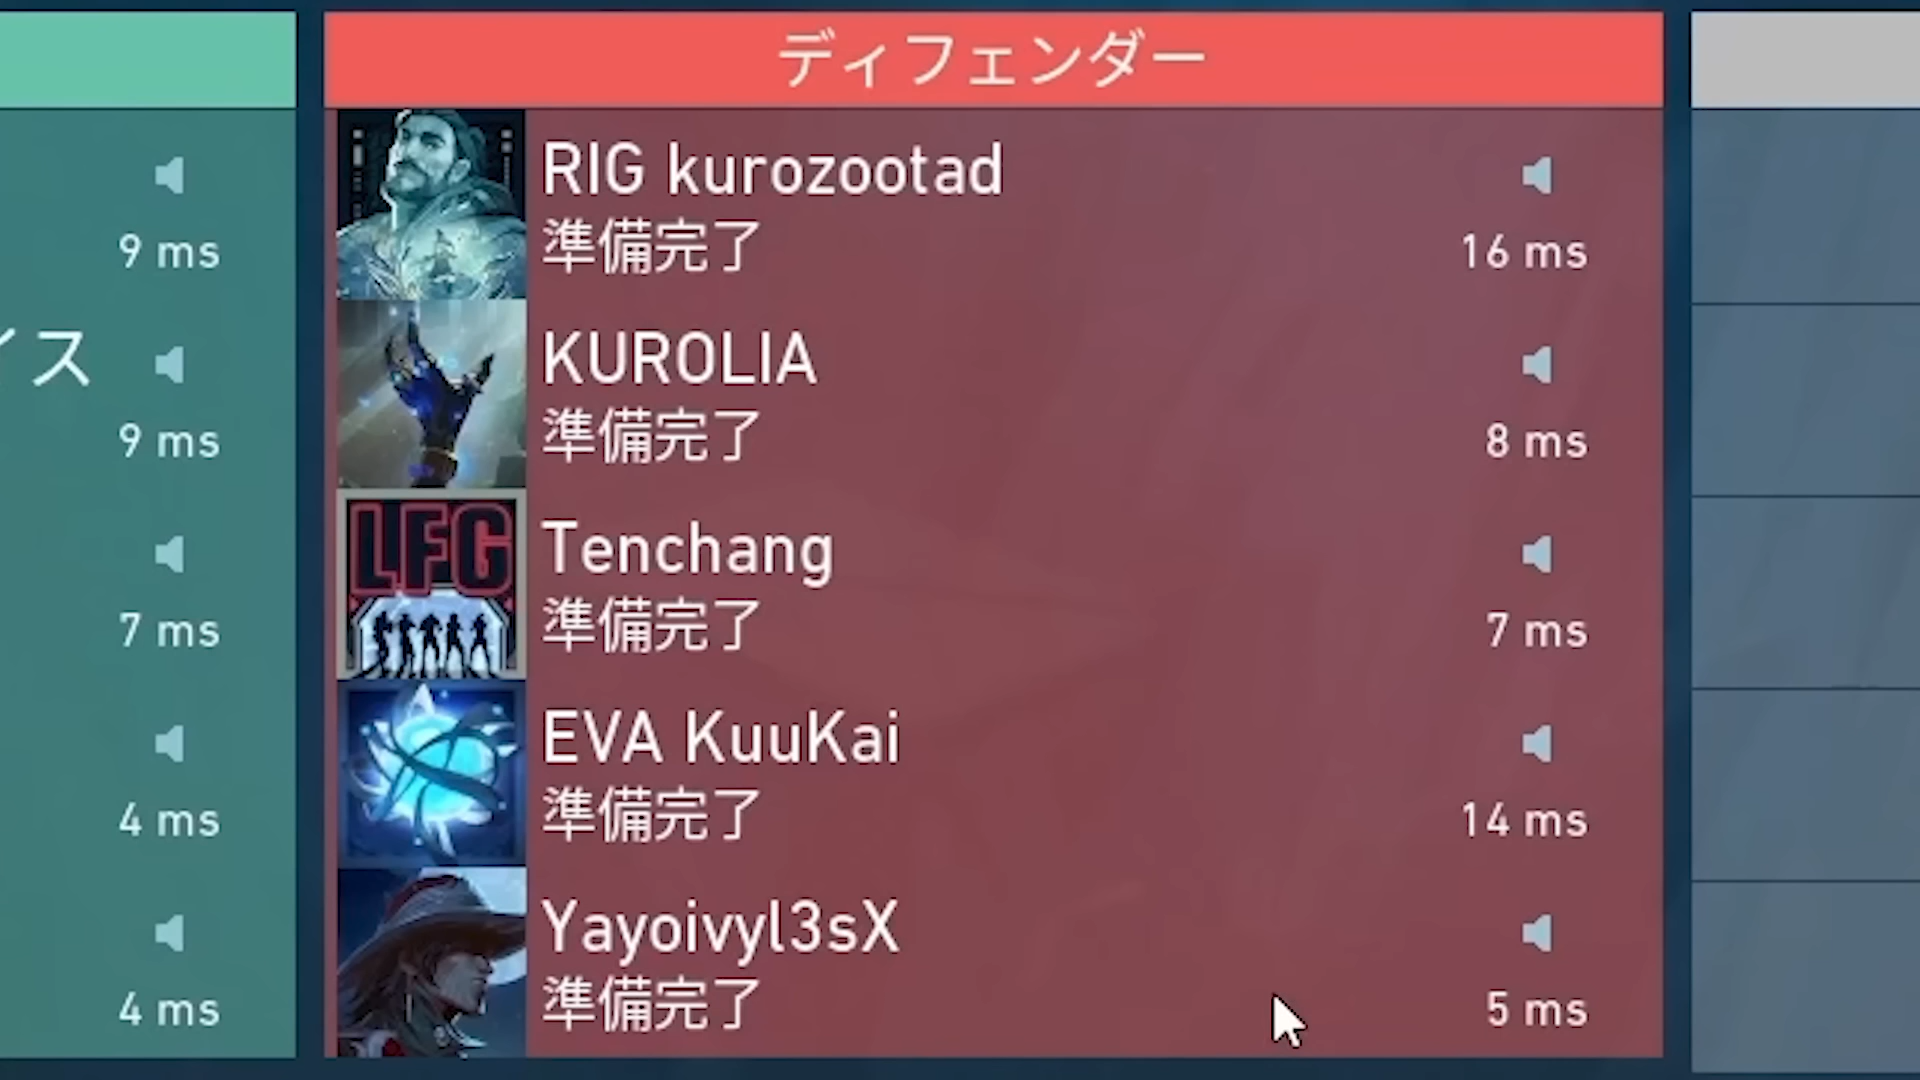 ディフェンダー
9 ms
イス
9 ms
7 ms
4 ms
4 ms
RIG kurozootad
準備完了
16 ms
KUROLIA
準備完了
8 ms
LFG
Tenchang
準備完了
7 ms
EVA KuuKai
準備完了
14 ms
Yayoivyl3sX
準備完了
5 ms